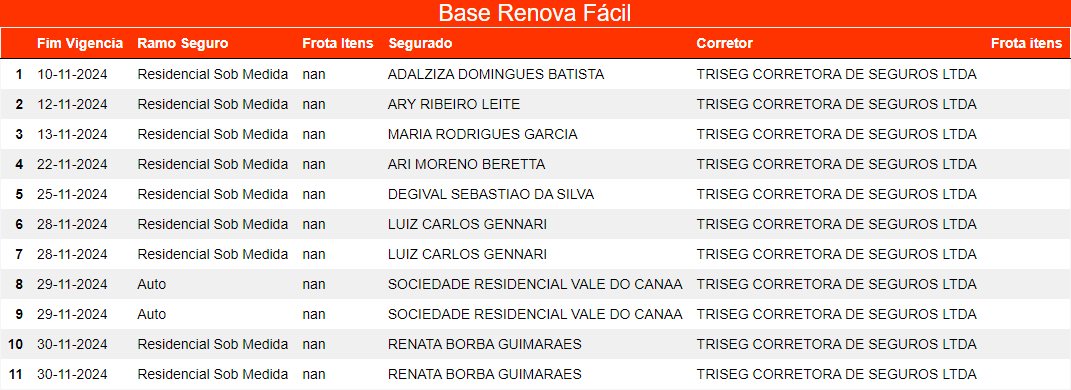 Base Renova Fácil
Fim Vigencia Ramo Seguro Frota Itens Segurado Corretor Frota itens
1 10-11-2024 Residencial Sob Medida nan ADALZIZA DOMINGUES BATISTA TRISEG CORRETORA DE SEGUROS LTDA
2 12-11-2024 Residencial Sob Medida nan ARY RIBEIRO LEITE TRISEG CORRETORA DE SEGUROS LTDA
3 13-11-2024 Residencial Sob Medida nan MARIA RODRIGUES GARCIA TRISEG CORRETORA DE SEGUROS LTDA
4 22-11-2024 Residencial Sob Medida nan ARI MORENO BERETTA TRISEG CORRETORA DE SEGUROS LTDA
5 25-11-2024 Residencial Sob Medida nan DEGIVAL SEBASTIAO DA SILVA TRISEG CORRETORA DE SEGUROS LTDA
6 28-11-2024 Residencial Sob Medida nan LUIZ CARLOS GENNARI TRISEG CORRETORA DE SEGUROS LTDA
7 28-11-2024 Residencial Sob Medida nan LUIZ CARLOS GENNARI TRISEG CORRETORA DE SEGUROS LTDA
8 29-11-2024 Auto nan SOCIEDADE RESIDENCIAL VALE DO CANAA TRISEG CORRETORA DE SEGUROS LTDA
9 29-11-2024 Auto nan SOCIEDADE RESIDENCIAL VALE DO CANAA TRISEG CORRETORA DE SEGUROS LTDA
10 30-11-2024 Residencial Sob Medida nan RENATA BORBA GUIMARAES TRISEG CORRETORA DE SEGUROS LTDA
11 30-11-2024 Residencial Sob Medida nan RENATA BORBA GUIMARAES TRISEG CORRETORA DE SEGUROS LTDA